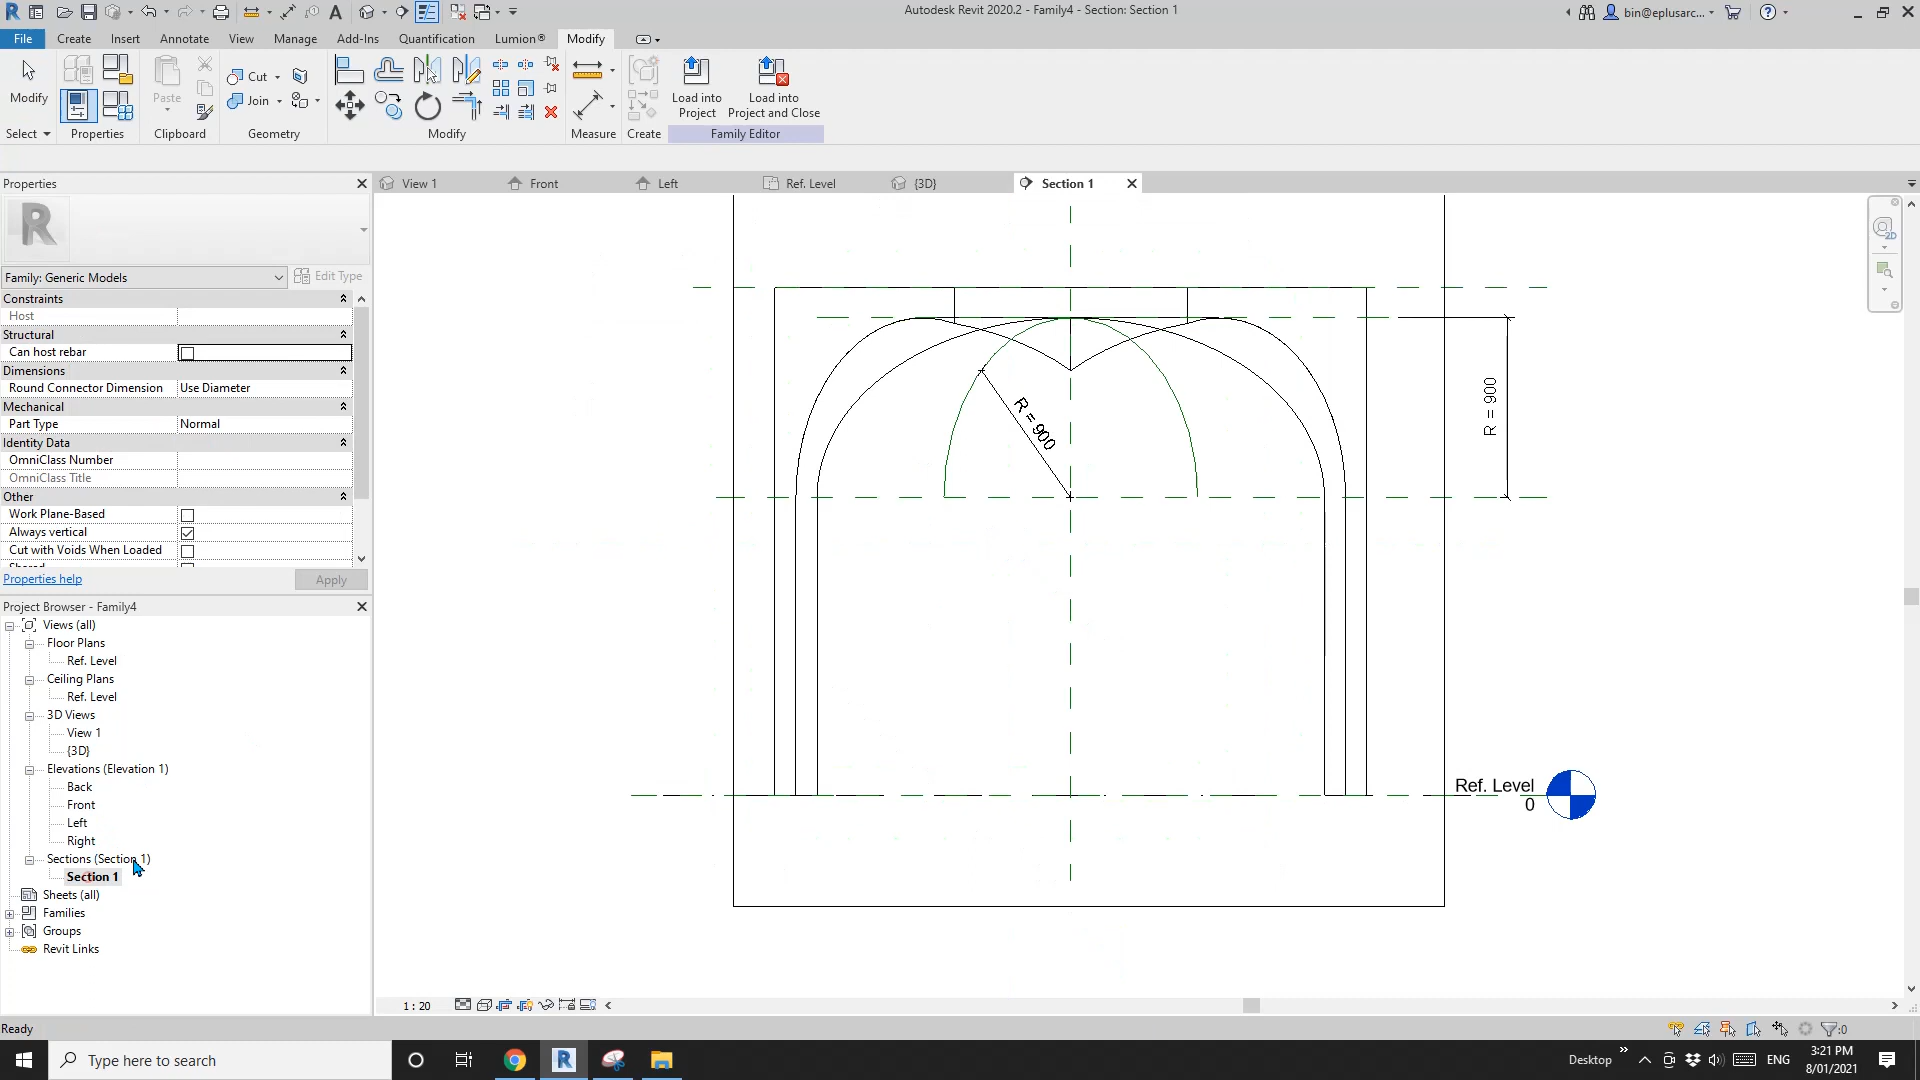 Autodesk Revit 2020.2 - Family4 - Section: Section 1
bin@eplusarc...
File
Create
Insert
Annotate
View
Manage
Add-Ins
Quantification
Lumion®
Modify
Modify
Paste
Cut
Join
Load into
Project
Load into
Project and Close
Select
Properties
Clipboard
Geometry
Modify
Measure
Create
Family Editor
Properties
View 1
Front
Left
Ref. Level
{3D}
Section 1
R
Family: Generic Models
Edit Type
Constraints
Host
Structural
Can host rebar
Dimensions
Round Connector Dimension
Use Diameter
Mechanical
Part Type
Normal
Identity Data
OmniClass Number
OmniClass Title
Other
Work Plane-Based
Always vertical
Cut with Voids When Loaded
Shared
Properties help
Apply
Project Browser - Family4
Views (all)
Floor Plans
Ref. Level
Ceiling Plans
Ref. Level
3D Views
View 1
{3D}
Elevations (Elevation 1)
Back
Front
Left
Right
Sections (Section 1)
Section 1
Sheets (all)
Families
Groups
Revit Links
R = 900
R = 900
Ref. Level
0
2D
1 : 20
Ready
:0
Type here to search
Desktop
ENG
3:21 PM
8/01/2021